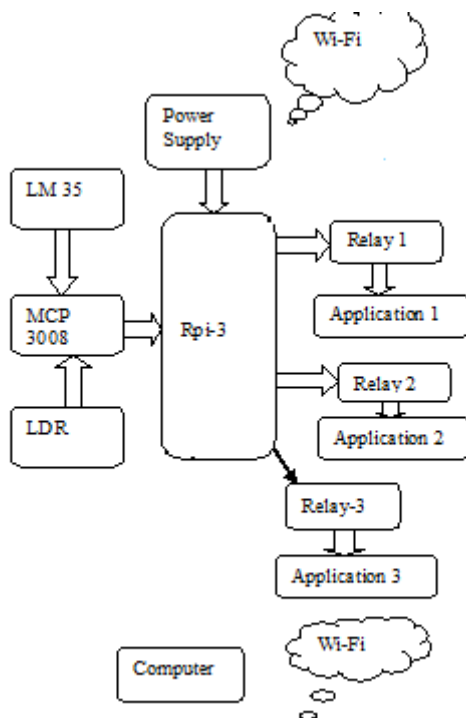 Wi-Fi
Power
Supply
LM 35
Relay 1
MCP
3008
Rpi-3
Application 1
Relay 2
LDR
Application 2
Relay-3
Application 3
Wi-Fi
Computer